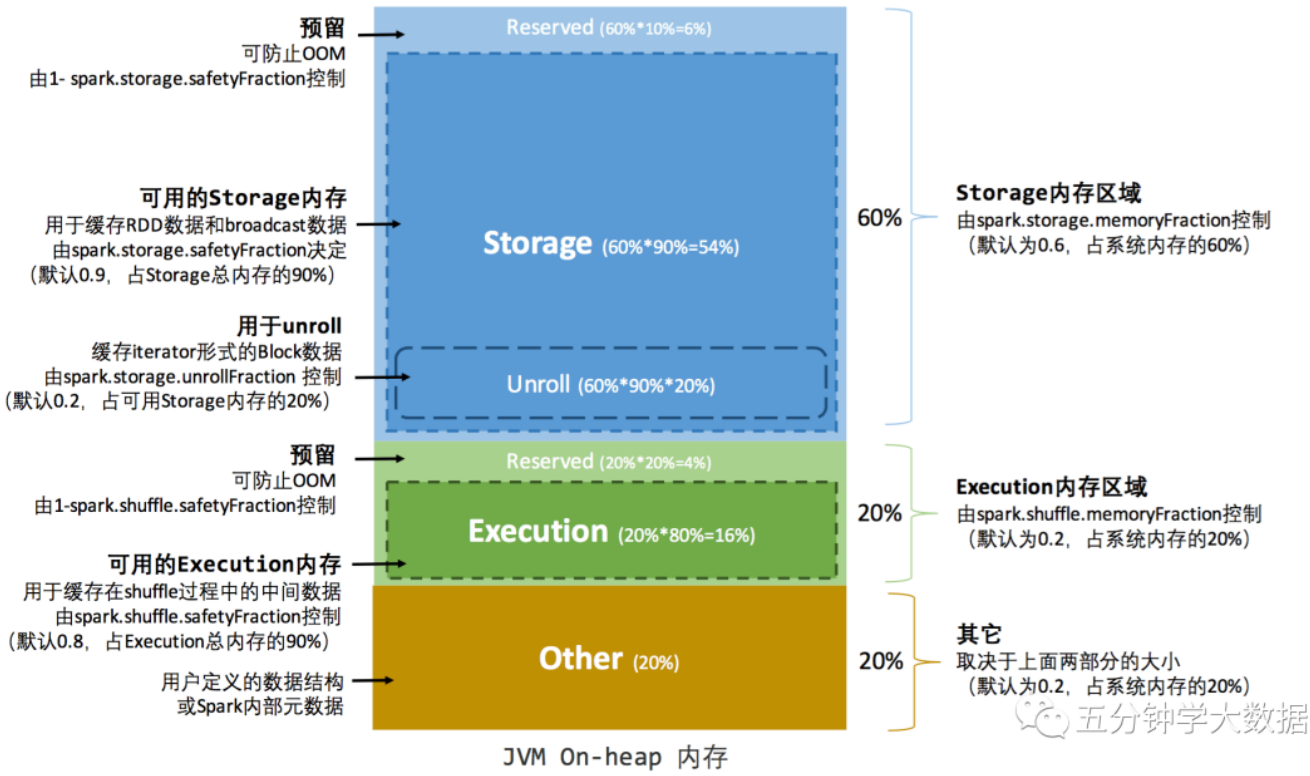 预留
可防止OOM
由1- spark.storage.safetyFraction控制
可用的Storage内存
用于缓存RDD数据和broadcast数据
由spark.storage.safetyFraction决定
（默认0.9，占Storage总内存的90%）
用于unroll
缓存iterator形式的Block数据
由spark.storage.unrollFraction 控制
（默认0.2，占可用Storage内存的20%）
预留
可防止OOM
由1-spark.shuffle.safetyFraction控制
可用的Execution内存
用于缓存在shuffle过程中的中间数据
由spark.shuffle.safetyFraction控制
（默认0.8，占Execution总内存的90%）
用户定义的数据结构
或Spark内部元数据
Reserved (60%*10%=6%)
Storage (60%*90%=54%)
Unroll (60%*90%*20%)
Reserved (20%*20%=4%)
Execution (20%*80%=16%)
Other (20%)
60%
20%
20%
Storage内存区域
由spark.storage.memoryFraction控制
（默认为0.6，占系统内存的60%）
Execution内存区域
由spark.shuffle.memoryFraction控制
（默认为0.2，占系统内存的20%）
其它
取决于上面两部分的大小
（默认为0.2，占系统内存的20%）
五分钟学大数据
JVM On-heap 内存